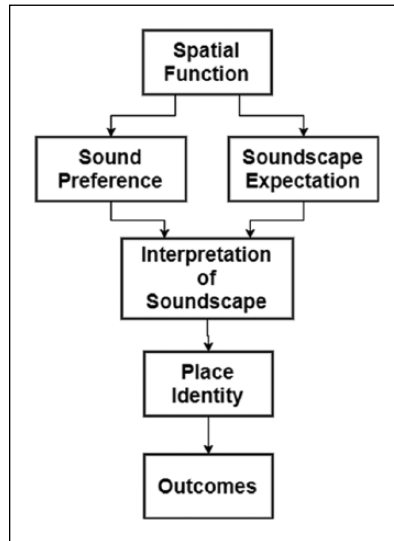 Spatial
Function
Sound
Preference
Soundscape
Expectation
Interpretation
of
Soundscape
Place
Identity
Outcomes